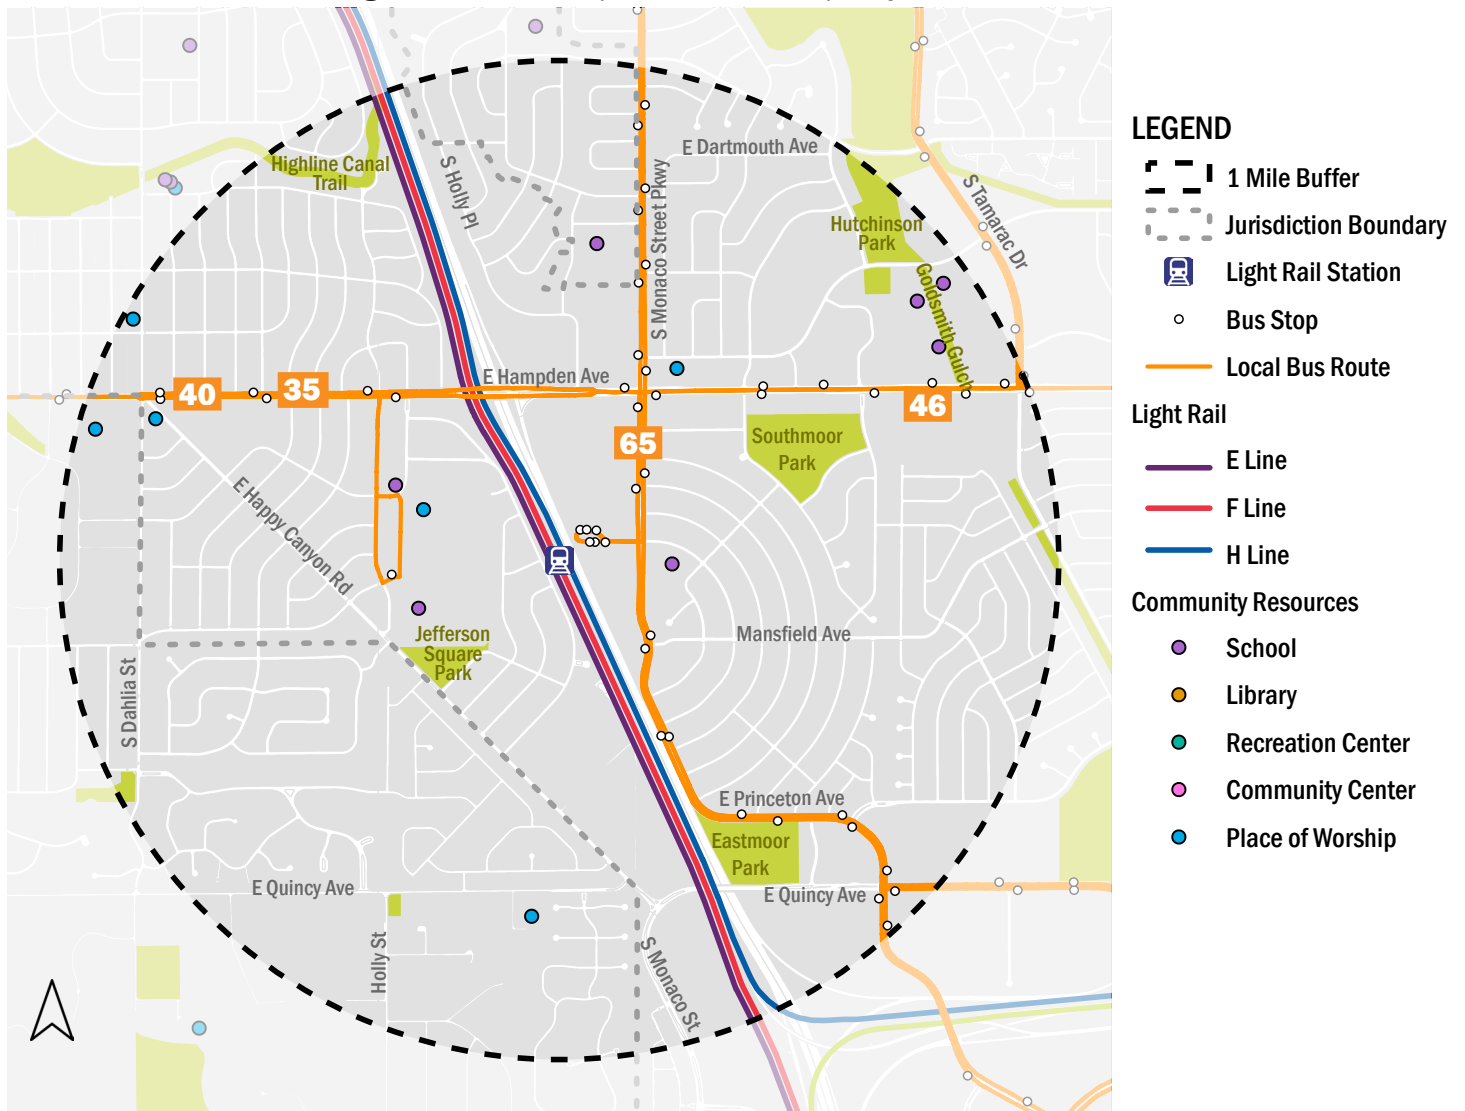 Highline Canal
Trail
S Holly Pl
E Dartmouth Ave
S Monaco Street Pkwy
Hutchinson
Park
S Tamarac Dr
Goldsmith Gulch
E Hampden Ave
40
35
46
65
Southmoor
Park
E Happy Canyon Rd
Jefferson
Square
Park
Mansfield Ave
S Dahlia St
E Princeton Ave
Eastmoor
Park
E Quincy Ave
E Quincy Ave
Holly St
S Monaco St
LEGEND
1 Mile Buffer
Jurisdiction Boundary
Light Rail Station
Bus Stop
Local Bus Route
Light Rail
E Line
F Line
H Line
Community Resources
School
Library
Recreation Center
Community Center
Place of Worship